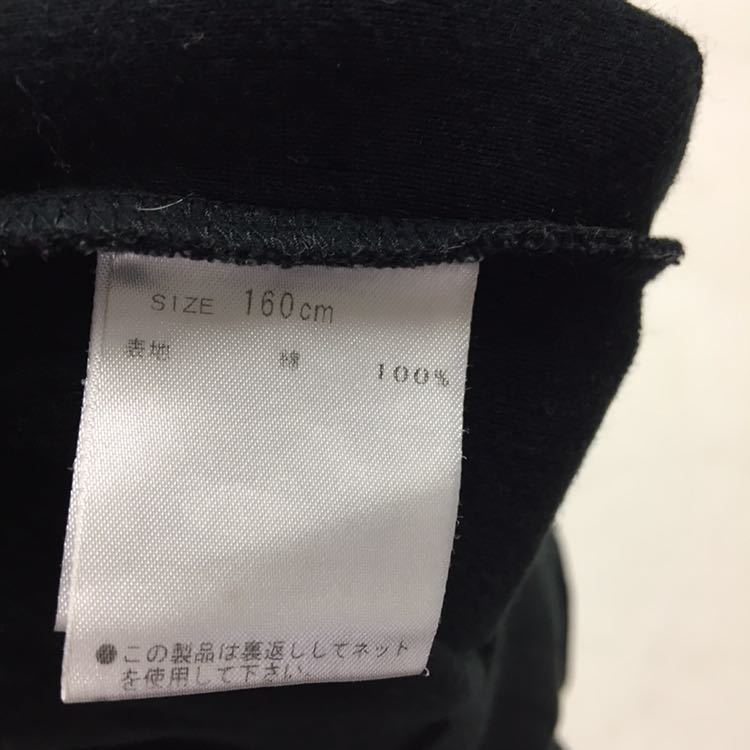 SIZE 160cm
表地 綿 100%
●この製品は裏返ししてネット
を使用して下さい。